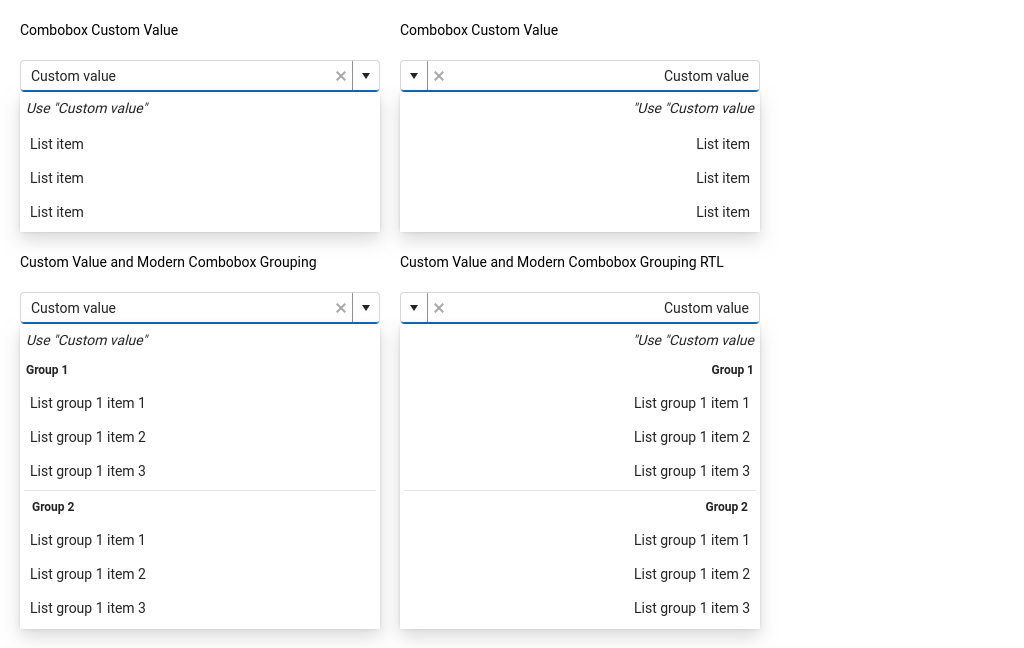 Combobox Custom Value
Custom value
Use "Custom value"
List item
List item
List item
Combobox Custom Value
Custom value
"Use "Custom value
List item
List item
List item
Custom Value and Modern Combobox Grouping
Custom value
Use "Custom value"
Group 1
List group 1 item 1
List group 1 item 2
List group 1 item 3
Group 2
List group 1 item 1
List group 1 item 2
List group 1 item 3
Custom Value and Modern Combobox Grouping RTL
Custom value
"Use "Custom value
Group 1
List group 1 item 1
List group 1 item 2
List group 1 item 3
Group 2
List group 1 item 1
List group 1 item 2
List group 1 item 3